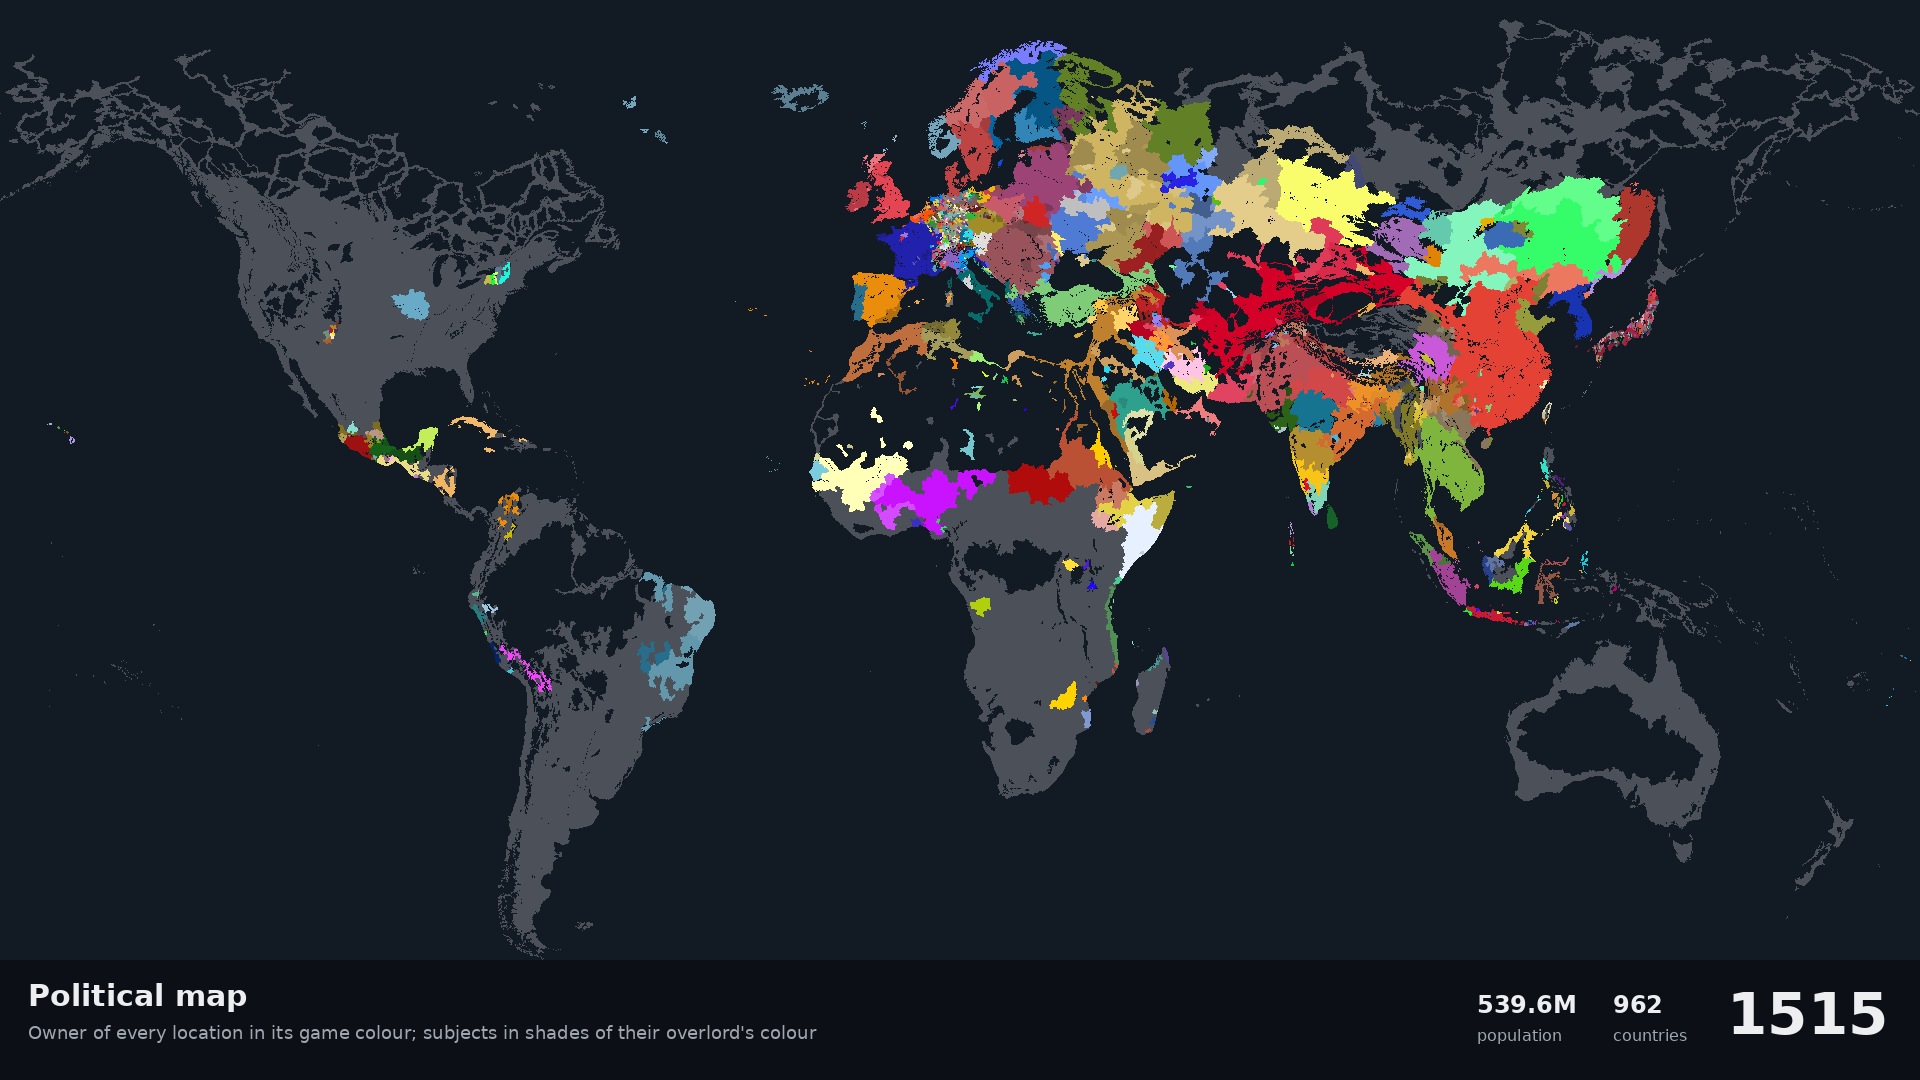 Political map
Owner of every location in its game colour; subjects in shades of their overlord's colour
539.6M
population
962
countries
1515